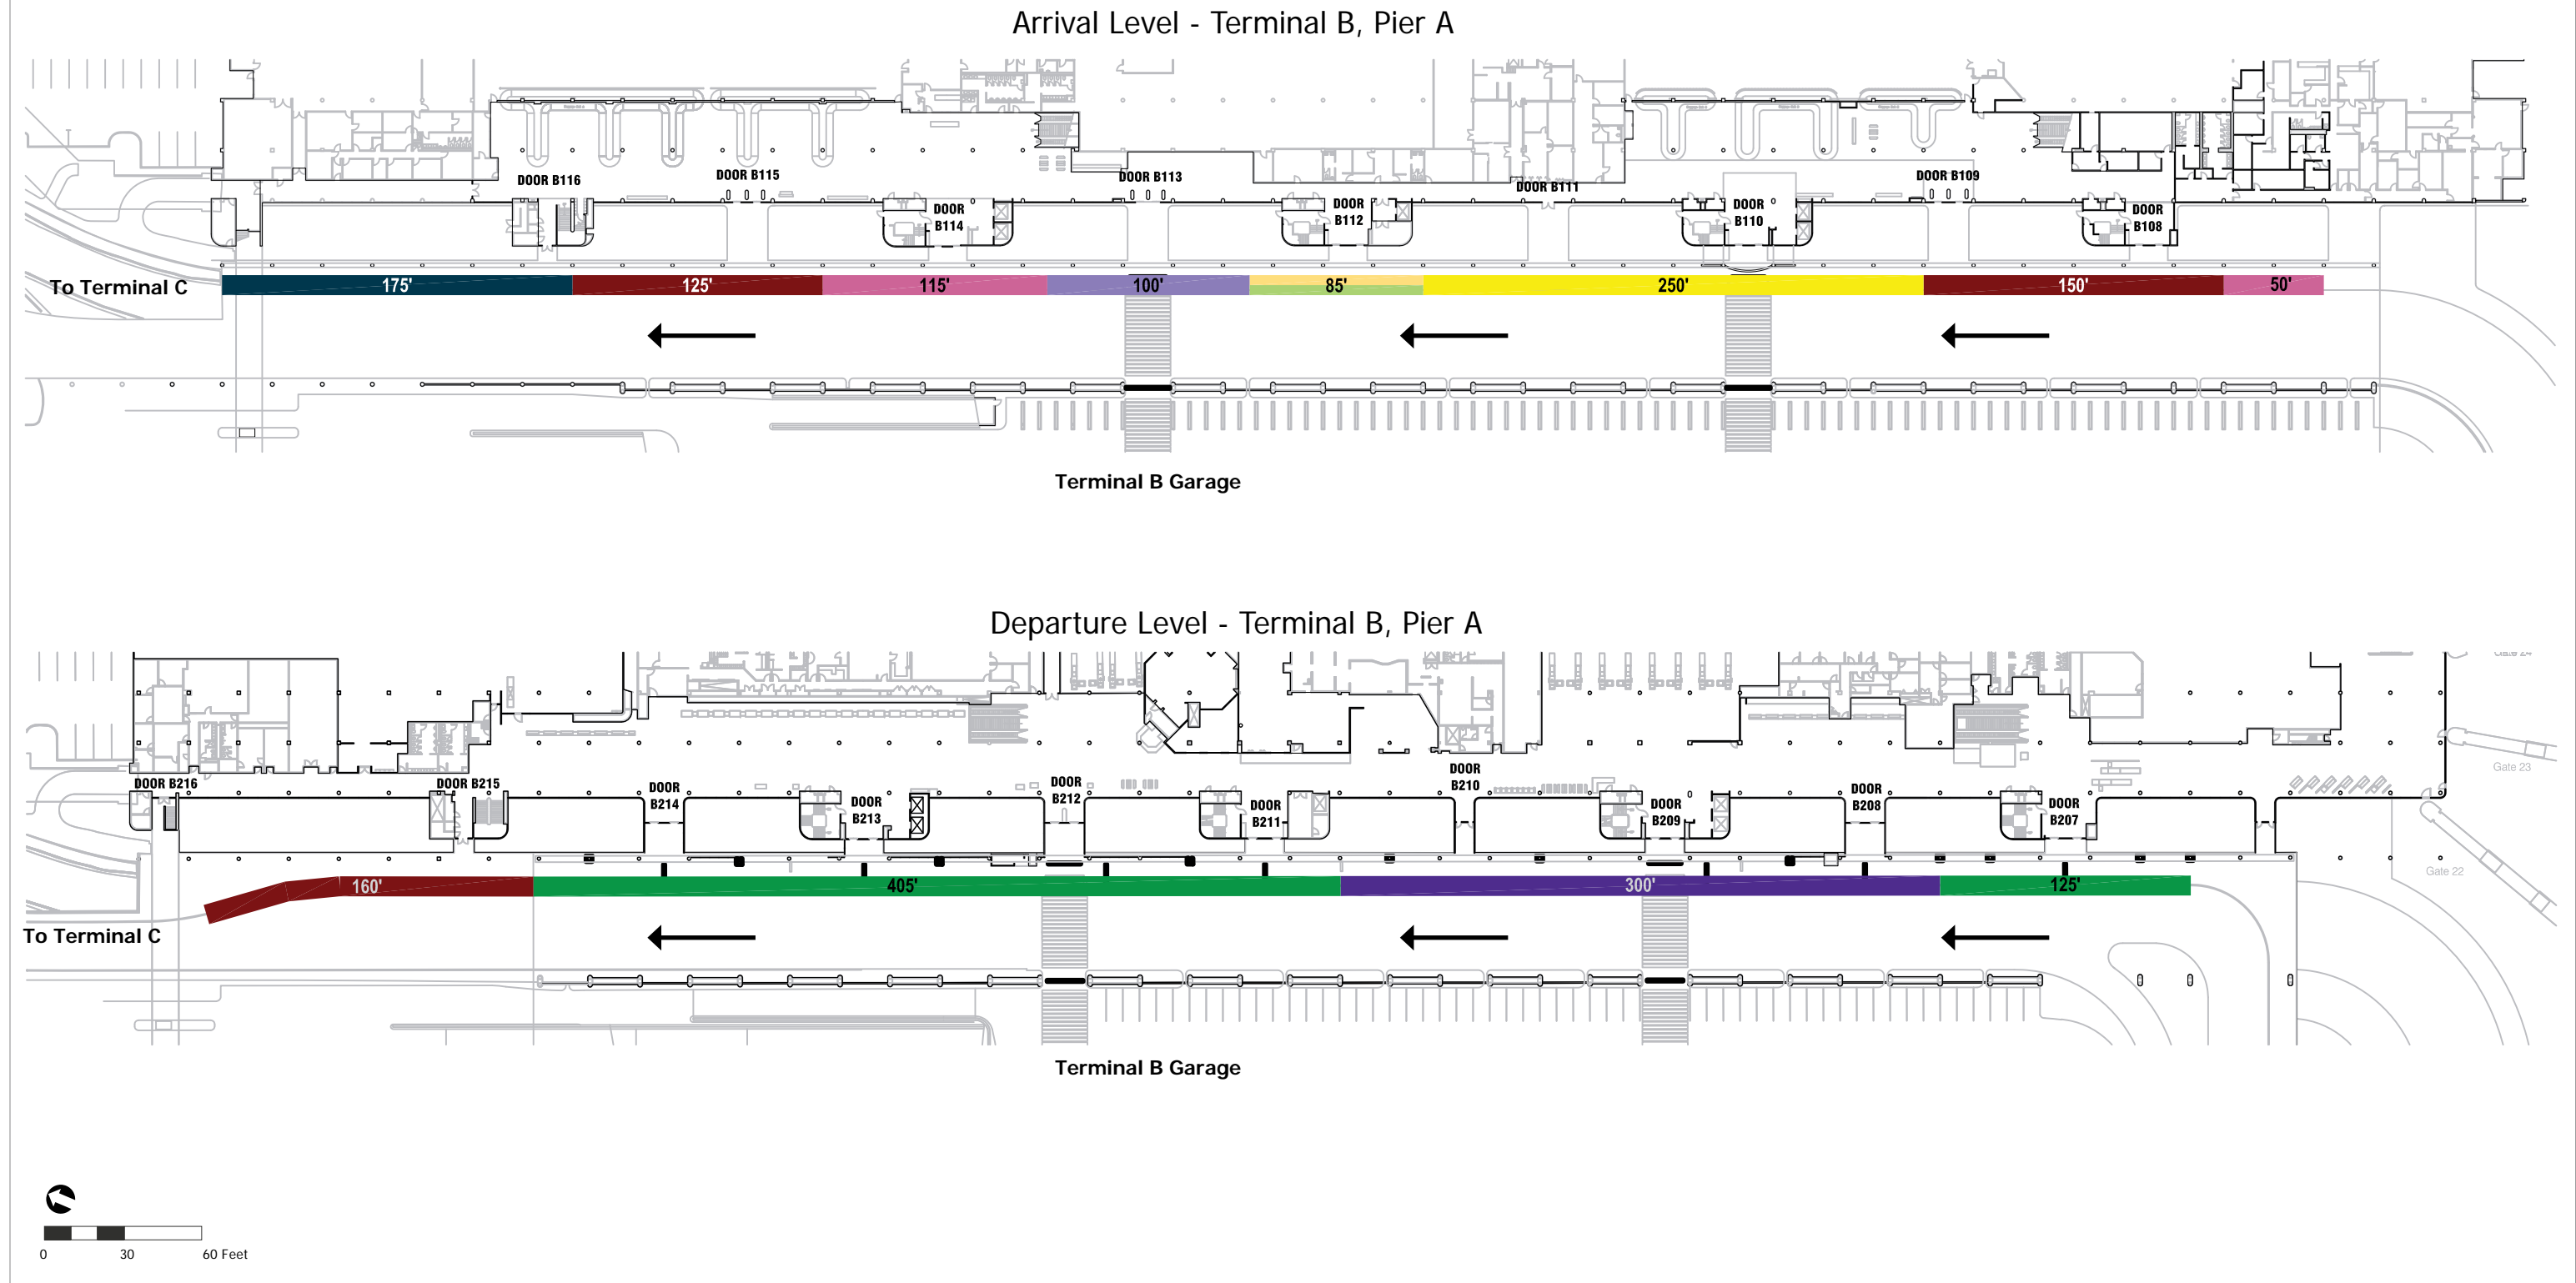 Arrival Level - Terminal B, Pier A
DOOR B116
DOOR B115
DOOR B113
DOOR B111
DOOR B109
DOOR
B114
DOOR
B112
DOOR
B110
DOOR
B108
To Terminal C
175'
125'
115'
100'
85'
250'
150'
50'
Terminal B Garage
Departure Level - Terminal B, Pier A
Gate 24
Gate 23
Gate 22
DOOR B216
DOOR B215
DOOR
B214
DOOR
B213
DOOR
B212
DOOR
B211
DOOR
B210
DOOR
B209
DOOR
B208
DOOR
B207
160'
405'
300'
125'
To Terminal C
Terminal B Garage
0 30 60 Feet